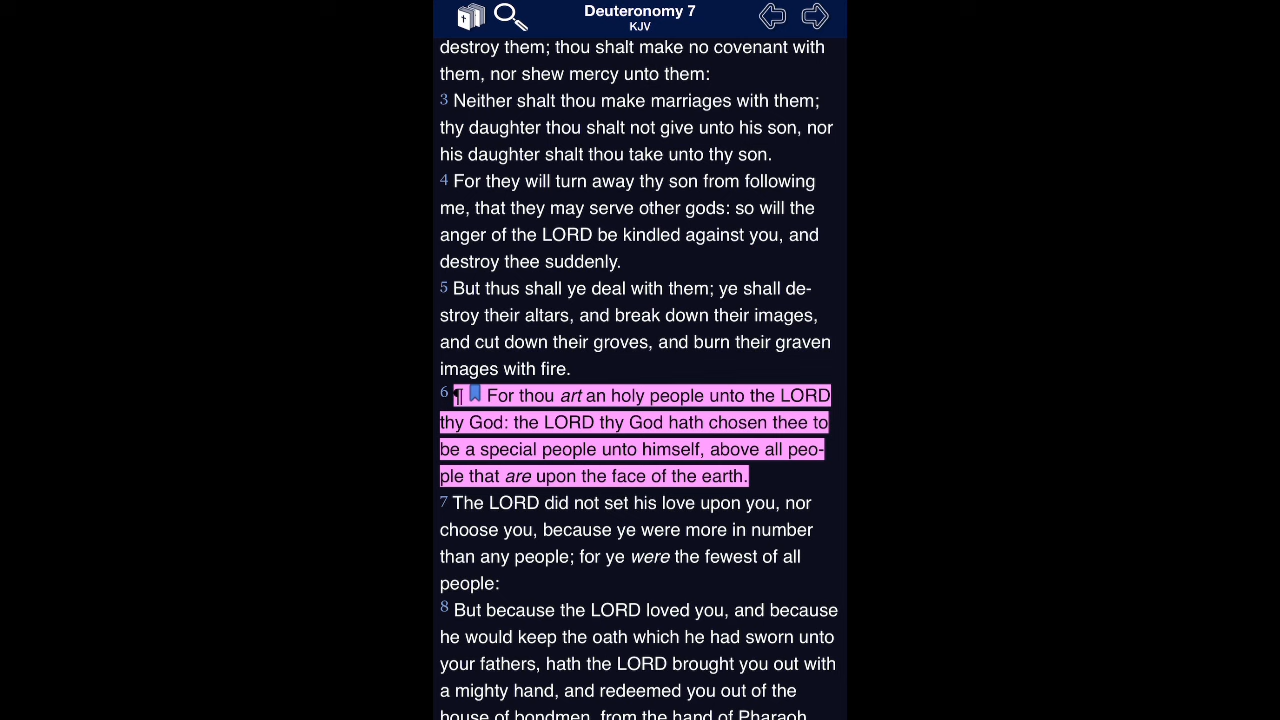 Deuteronomy 7
KJV
destroy them; thou shalt make no covenant with
them, nor shew mercy unto them:
3 Neither shalt thou make marriages with them;
thy daughter thou shalt not give unto his son, nor
his daughter shalt thou take unto thy son.
4 For they will turn away thy son from following
me, that they may serve other gods: so will the
anger of the LORD be kindled against you, and
destroy thee suddenly.
5 But thus shall ye deal with them; ye shall de-
stroy their altars, and break down their images,
and cut down their groves, and burn their graven
images with fire.
6 ¶ For thou art an holy people unto the LORD
thy God: the LORD thy God hath chosen thee to
be a special people unto himself, above all peo-
ple that are upon the face of the earth.
7 The LORD did not set his love upon you, nor
choose you, because ye were more in number
than any people; for ye were the fewest of all
people:
8 But because the LORD loved you, and because
he would keep the oath which he had sworn unto
your fathers, hath the LORD brought you out with
a mighty hand, and redeemed you out of the
house of bondmen, from the hand of Pharaoh